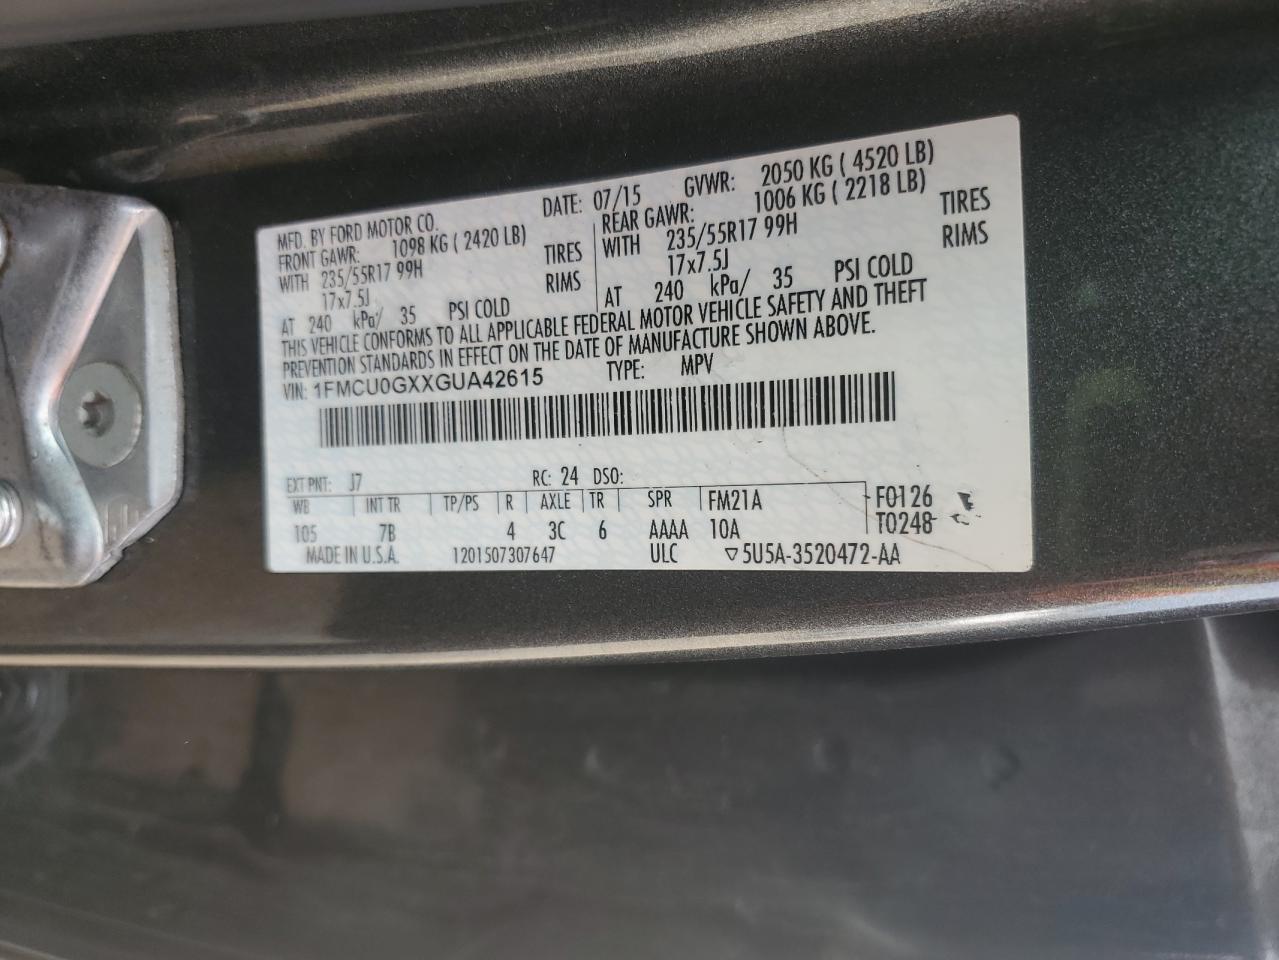 MFD. BY FORD MOTOR CO. DATE: 07/15 GVWR: 2050 KG ( 4520 LB)
FRONT GAWR: 1098 KG ( 2420 LB) REAR GAWR: 1006 KG ( 2218 LB)
WITH 235/55R17 99H TIRES WITH 235/55R17 99H TIRES
17x7.5J RIMS 17x7.5J RIMS
AT 240 kPa/ 35 PSI COLD AT 240 kPa/ 35 PSI COLD
THIS VEHICLE CONFORMS TO ALL APPLICABLE FEDERAL MOTOR VEHICLE SAFETY AND THEFT
PREVENTION STANDARDS IN EFFECT ON THE DATE OF MANUFACTURE SHOWN ABOVE.
VIN: 1FMCU0GXXGUA42615 TYPE: MPV
EXT PNT: J7 RC: 24 DSO:
WB INT TR TP/PS R AXLE TR SPR FM21A F0126
105 7B 4 3C 6 AAAA 10A T0248
MADE IN U.S.A. 1201507307647 ULC ▽5U5A-3520472-AA